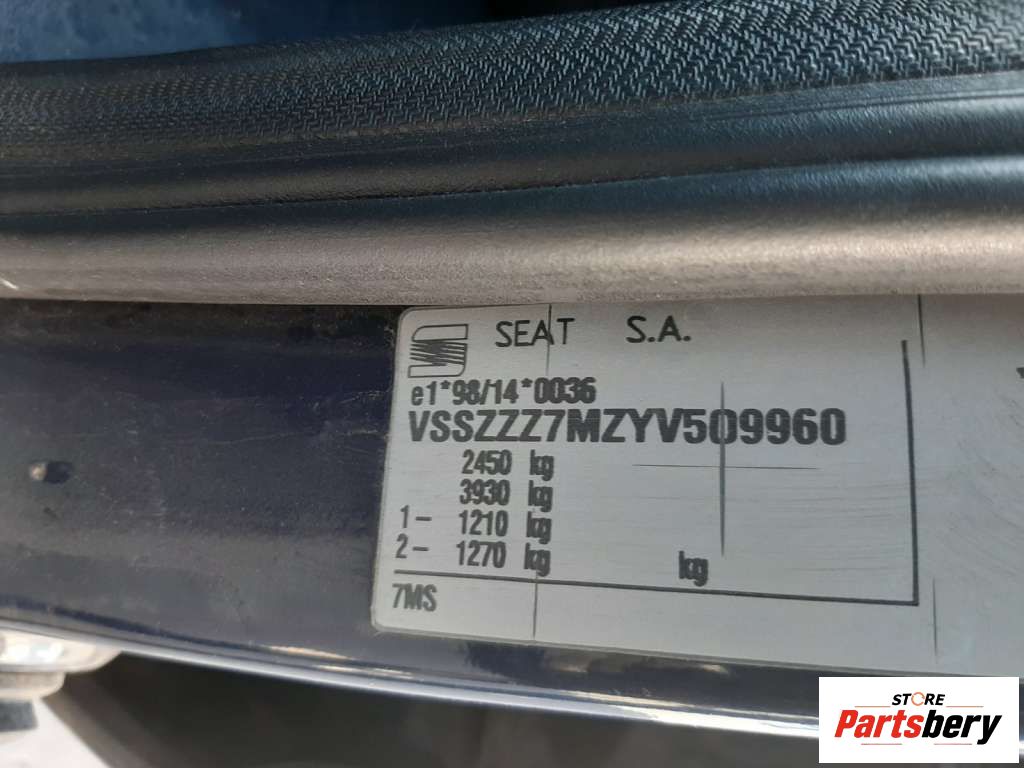 SEAT S.A.
e1*98/14*0036
VSSZZZ7MZYV509960
2450 kg
3930 kg
1- 1210 kg
2- 1270 kg kg
7MS
STORE
Partsbery